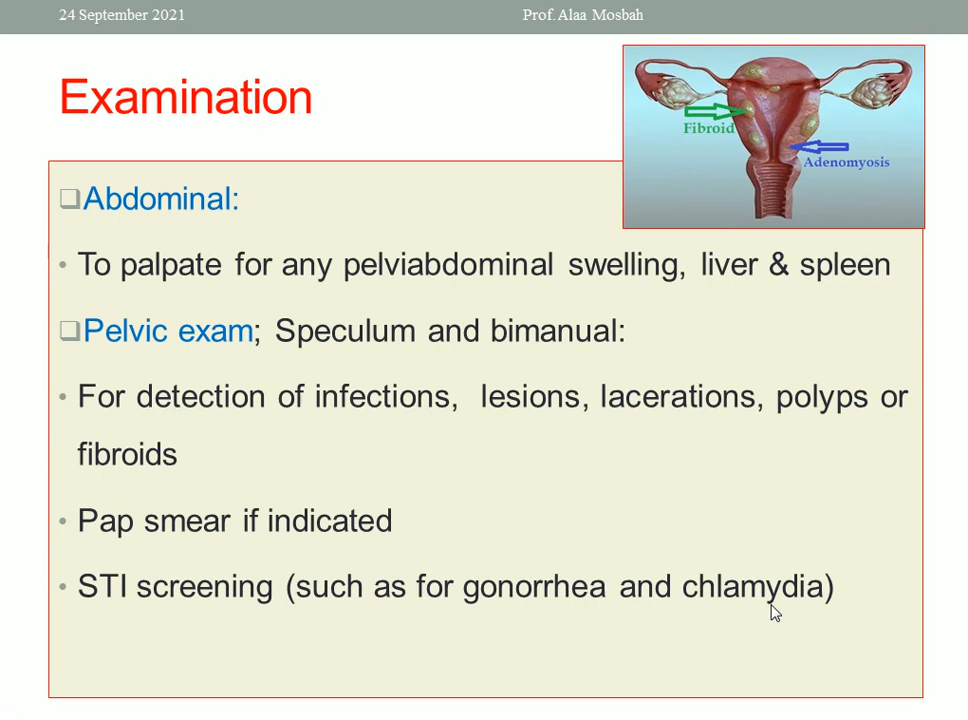 24 September 2021
Prof. Alaa Mosbah
Examination
Fibroid
Adenomyosis
❑Abdominal:
• To palpate for any pelviabdominal swelling, liver & spleen
❑Pelvic exam; Speculum and bimanual:
• For detection of infections, lesions, lacerations, polyps or
fibroids
• Pap smear if indicated
• STI screening (such as for gonorrhea and chlamydia)